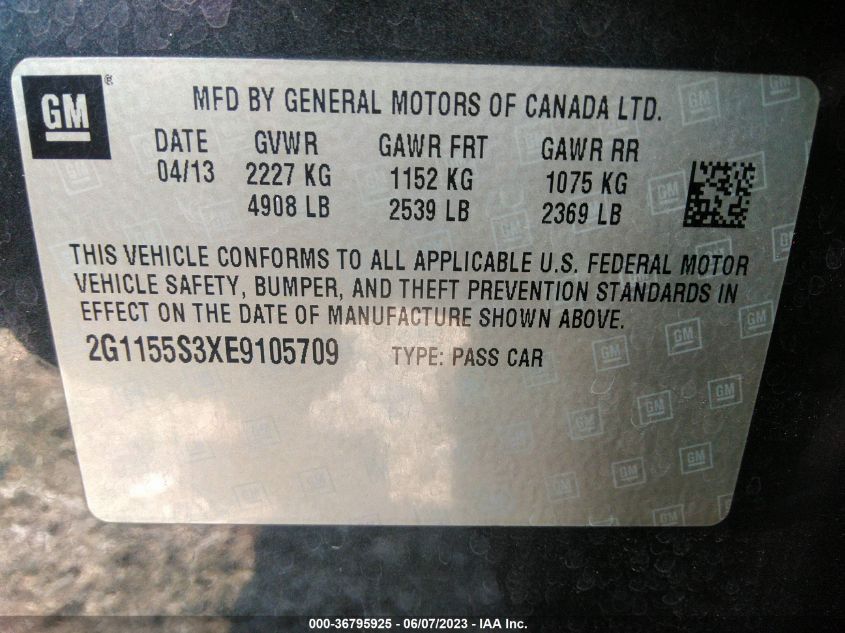 GM ®
MFD BY GENERAL MOTORS OF CANADA LTD.
DATE GVWR GAWR FRT GAWR RR
04/13 2227 KG 1152 KG 1075 KG
4908 LB 2539 LB 2369 LB
THIS VEHICLE CONFORMS TO ALL APPLICABLE U.S. FEDERAL MOTOR
VEHICLE SAFETY, BUMPER, AND THEFT PREVENTION STANDARDS IN
EFFECT ON THE DATE OF MANUFACTURE SHOWN ABOVE.
2G1155S3XE9105709 TYPE: PASS CAR
000-36795925 - 06/07/2023 - IAA Inc.